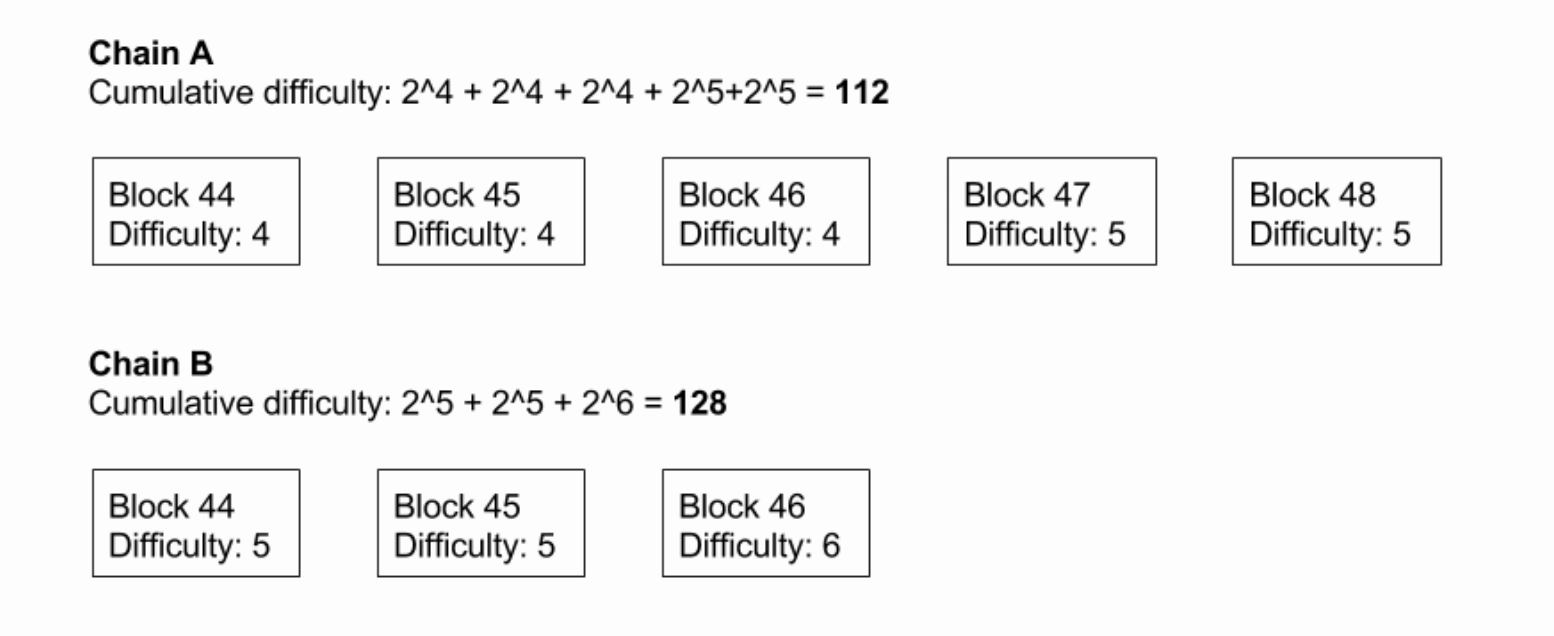 Chain A
Cumulative difficulty: 2^4 + 2^4 + 2^4 + 2^5+2^5 = 112
Block 44
Difficulty: 4
Block 45
Difficulty: 4
Block 46
Difficulty: 4
Block 47
Difficulty: 5
Block 48
Difficulty: 5
Chain B
Cumulative difficulty: 2^5 + 2^5 + 2^6 = 128
Block 44
Difficulty: 5
Block 45
Difficulty: 5
Block 46
Difficulty: 6